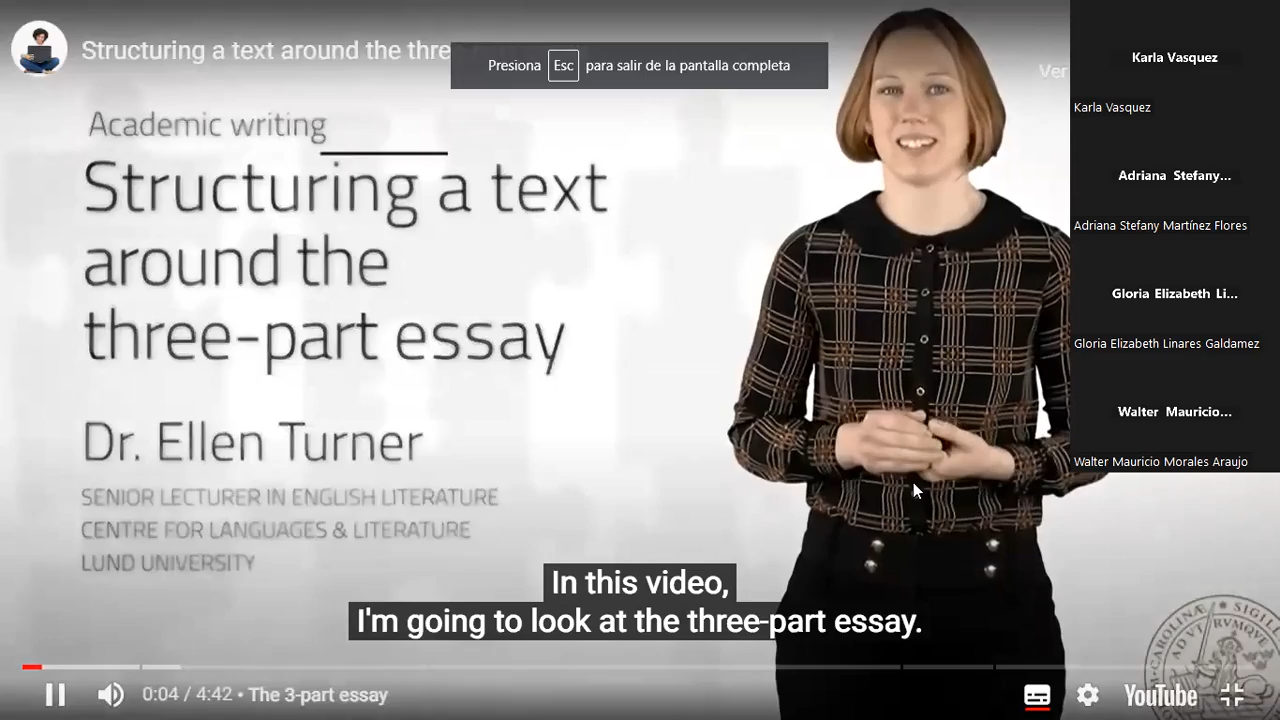 Structuring a text around the thre
Presiona Esc para salir de la pantalla completa
Ver
Academic writing
Structuring a text
around the
three-part essay
Dr. Ellen Turner
SENIOR LECTURER IN ENGLISH LITERATURE
CENTRE FOR LANGUAGES & LITERATURE
LUND UNIVERSITY
In this video,
I'm going to look at the three-part essay.
0:04 / 4:42 • The 3-part essay
YouTube
Karla Vasquez
Karla Vasquez
Adriana Stefany...
Adriana Stefany Martínez Flores
Gloria Elizabeth Li...
Gloria Elizabeth Linares Galdamez
Walter Mauricio...
Walter Mauricio Morales Araujo